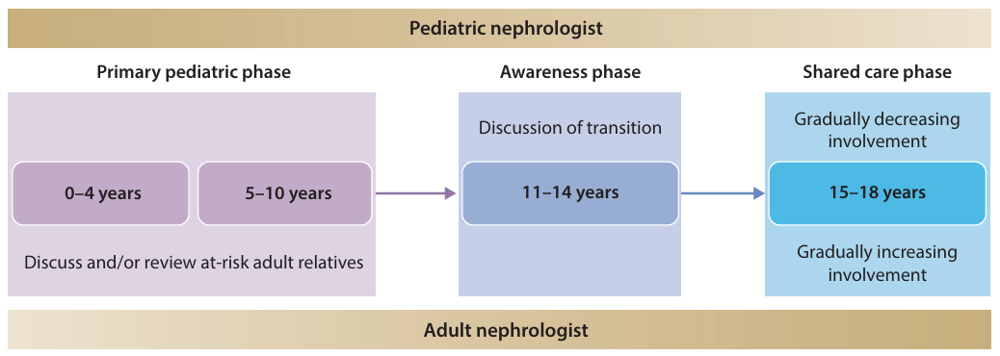 Pediatric nephrologist
Primary pediatric phase
Awareness phase
Shared care phase
Discussion of transition
Gradually decreasing
involvement
0–4 years
5–10 years
11–14 years
15–18 years
Discuss and/or review at-risk adult relatives
Gradually increasing
involvement
Adult nephrologist